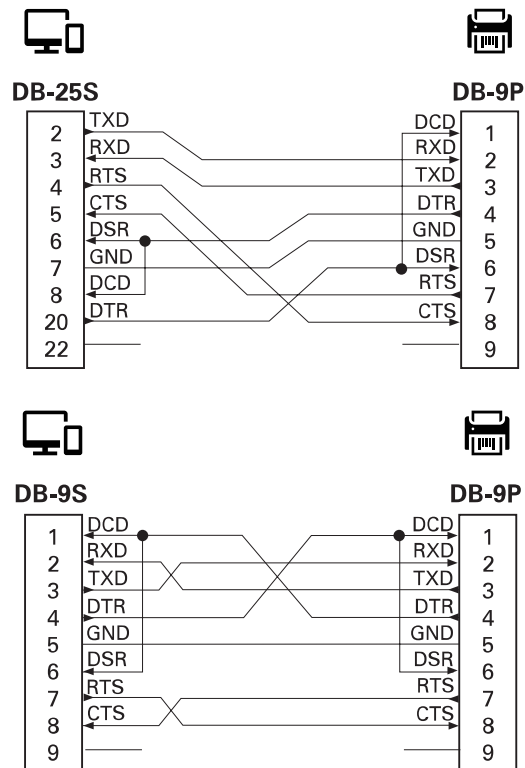 DB-25S DB-9P
2 TXD DCD 1
3 RXD RXD 2
4 RTS TXD 3
5 CTS DTR 4
6 DSR GND 5
7 GND DSR 6
8 DCD RTS 7
20 DTR CTS 8
22 9
DB-9S DB-9P
1 DCD DCD 1
2 RXD RXD 2
3 TXD TXD 3
4 DTR DTR 4
5 GND GND 5
6 DSR DSR 6
7 RTS RTS 7
8 CTS CTS 8
9 9